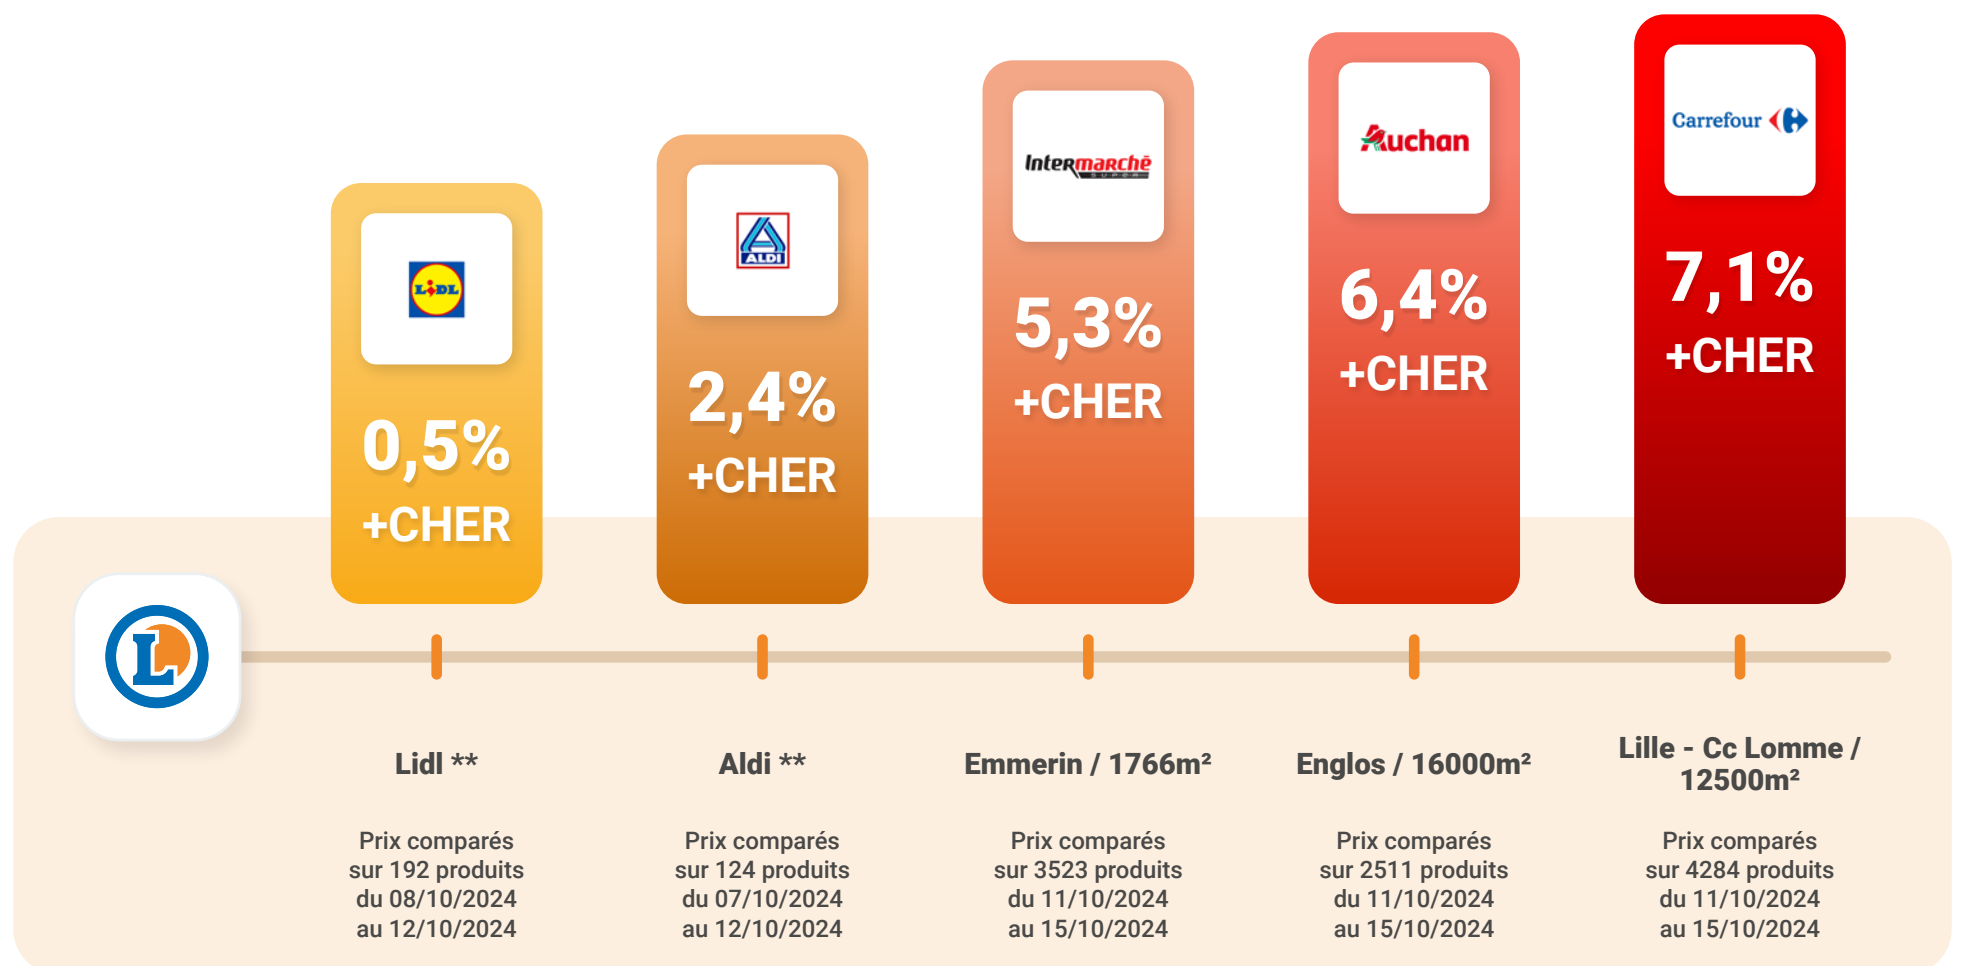 LiDL
0,5%
+CHER
ALDI
2,4%
+CHER
Intermarchē
SUPER
5,3%
+CHER
Auchan
6,4%
+CHER
Carrefour
7,1%
+CHER
L
Lidl **
Prix comparés
sur 192 produits
du 08/10/2024
au 12/10/2024
Aldi **
Prix comparés
sur 124 produits
du 07/10/2024
au 12/10/2024
Emmerin / 1766m²
Prix comparés
sur 3523 produits
du 11/10/2024
au 15/10/2024
Englos / 16000m²
Prix comparés
sur 2511 produits
du 11/10/2024
au 15/10/2024
Lille - Cc Lomme /
12500m²
Prix comparés
sur 4284 produits
du 11/10/2024
au 15/10/2024